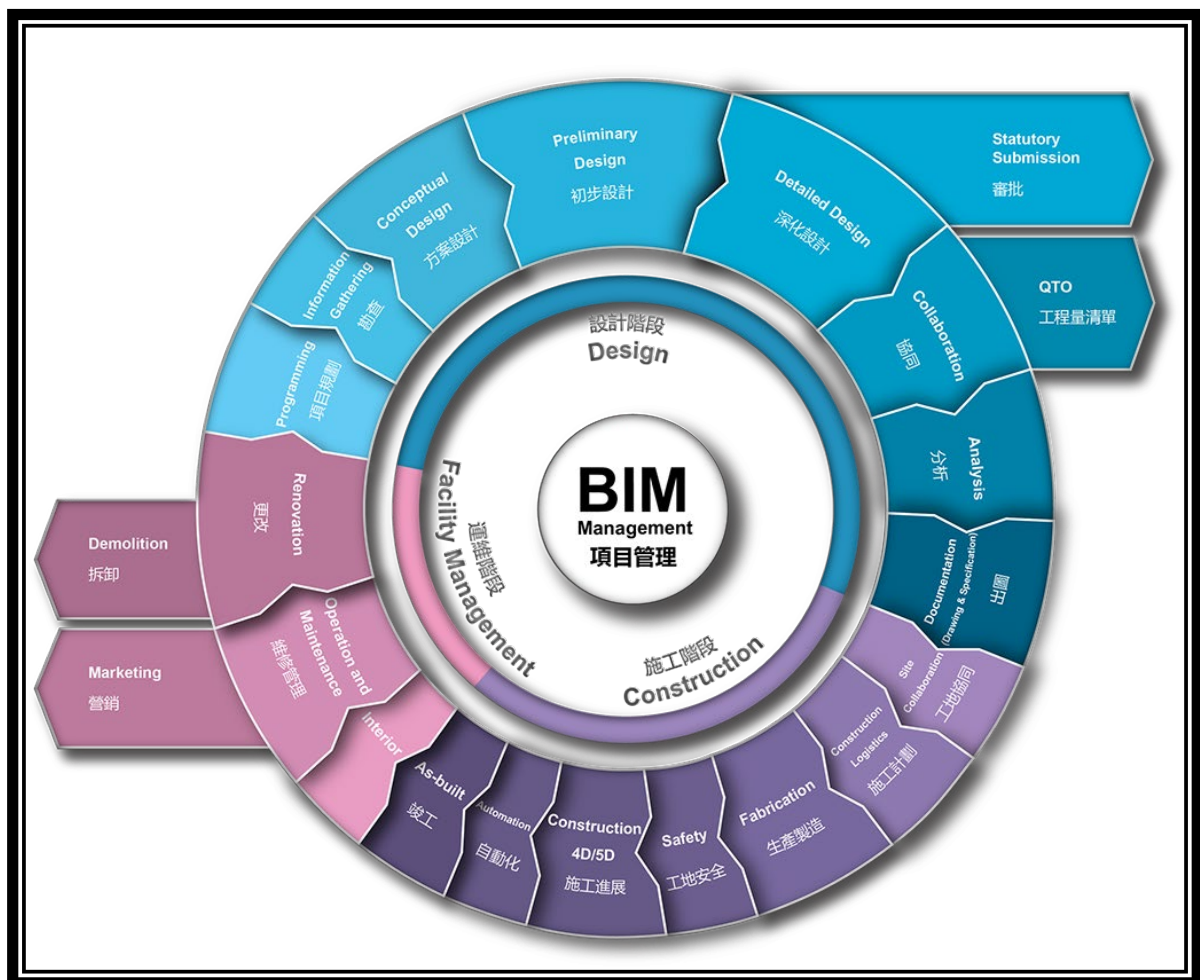 BIM
Management
項目管理
設計階段
Design
施工階段
Construction
運維階段
Facility Management
Programming
項目規劃
Information
Gathering
勘查
Conceptual
Design
方案設計
Preliminary
Design
初步設計
Detailed Design
深化設計
Statutory
Submission
審批
Collaboration
協同
QTO
工程量清單
Analysis
分析
Documentation
(Drawing & Specification)
圖冊
Site
Collaboration
工地協同
Construction
Logistics
施工計劃
Fabrication
生產製造
Safety
工地安全
Construction
4D/5D
施工進展
Automation
自動化
As-built
竣工
Interior
Operation and
Maintenance
維修管理
Marketing
營銷
Renovation
更改
Demolition
拆卸